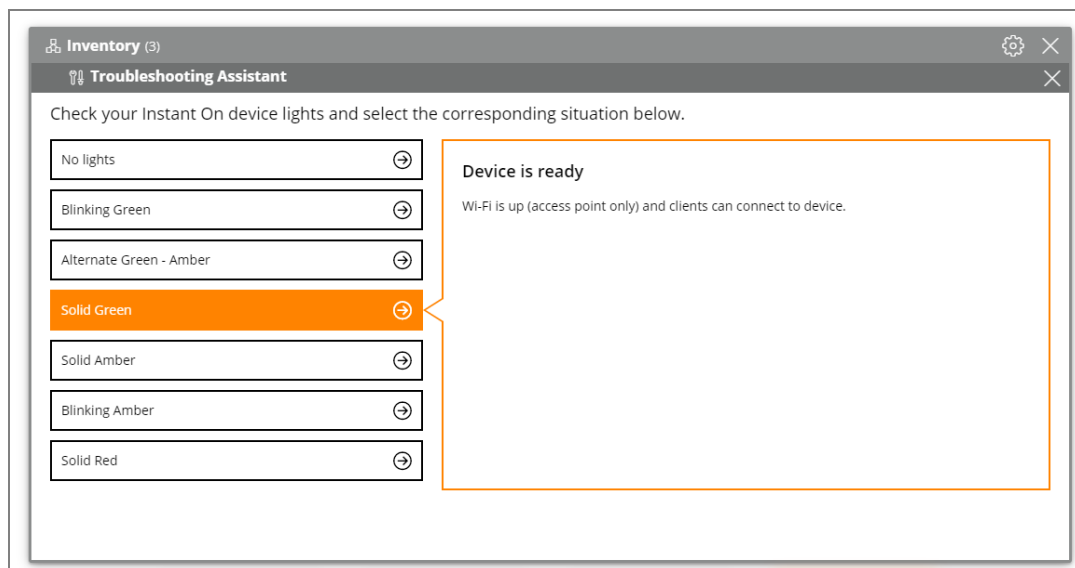 Inventory (3)
Troubleshooting Assistant
Check your Instant On device lights and select the corresponding situation below.
No lights
Blinking Green
Alternate Green - Amber
Solid Green
Solid Amber
Blinking Amber
Solid Red
Device is ready
Wi-Fi is up (access point only) and clients can connect to device.